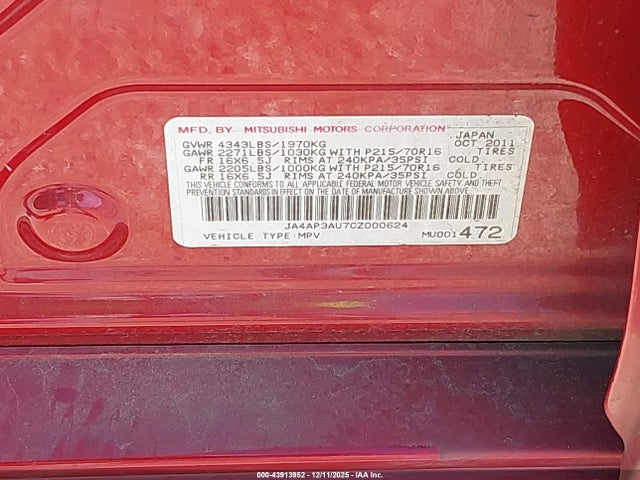 MFD. BY MITSUBISHI MOTORS CORPORATION JAPAN
GVWR 4343LBS/1970KG OCT 2011
GAWR 2271LBS/1030KG WITH P215/70R16 TIRES
FR 16X6.5J RIMS AT 240KPA/35PSI COLD
GAWR 2205LBS/1000KG WITH P215/70R16 TIRES
RR 16X6.5J RIMS AT 240KPA/35PSI COLD
THIS VEHICLE CONFORMS TO ALL APPLICABLE FEDERAL MOTOR VEHICLE SAFETY AND THEFT
PREVENTION STANDARDS IN EFFECT ON THE DATE OF MANUFACTURE SHOWN ABOVE.
JA4AP3AU7CZ000624
VEHICLE TYPE:MPV MU001472
000-43913952 - 12/11/2025 - IAA Inc.